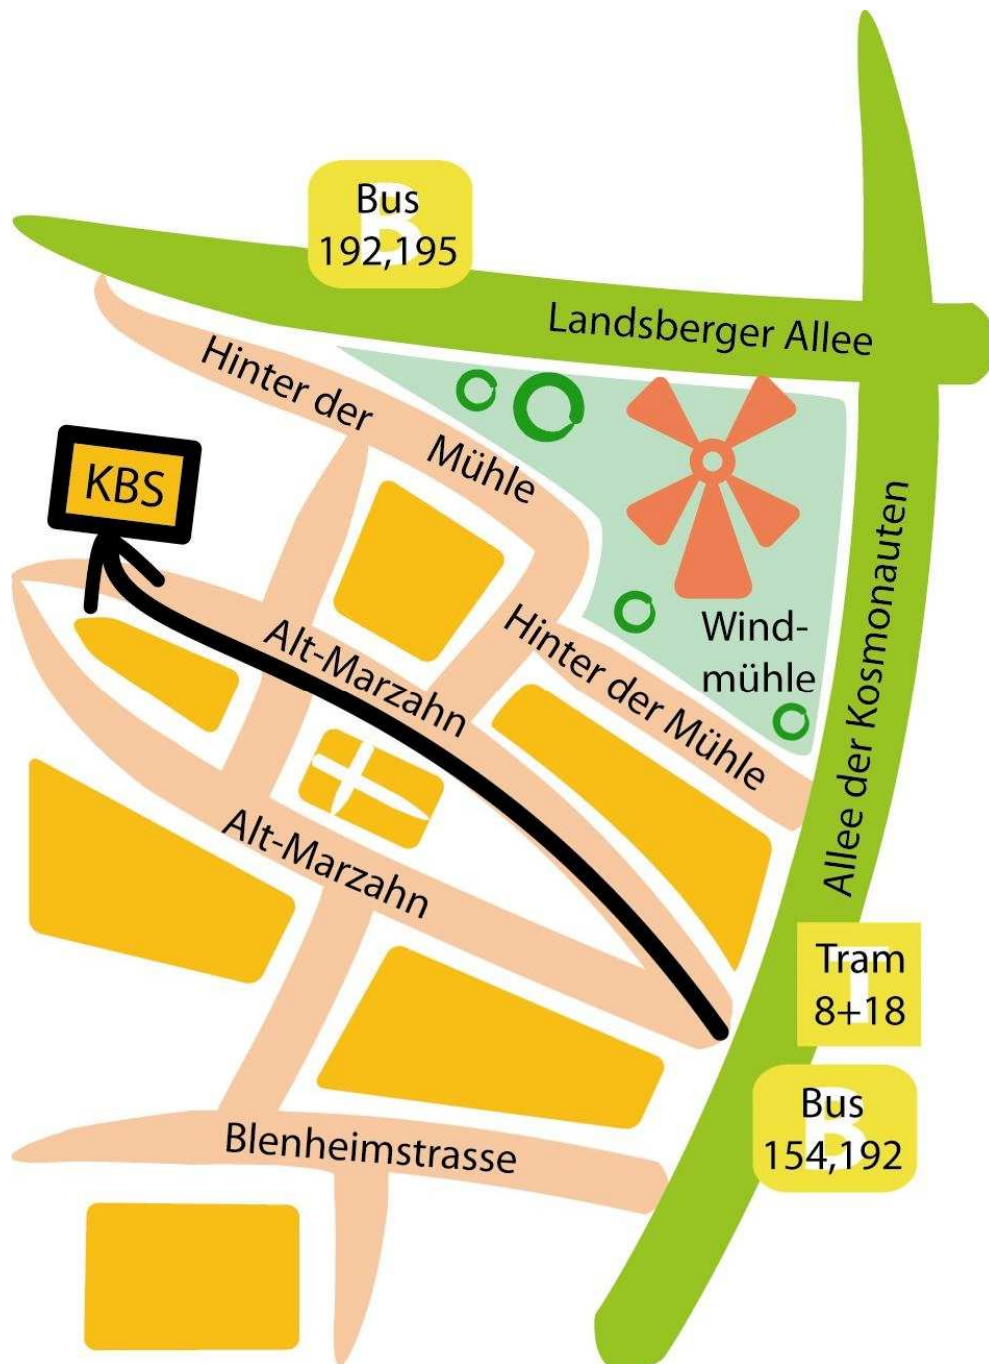 Bus
192,195
Landsberger Allee
Hinter der
Mühle
KBS
Hinter der Mühle
Wind-
mühle
Allee der Kosmonauten
Alt-Marzahn
Alt-Marzahn
Tram
8+18
Bus
154,192
Blenheimstrasse